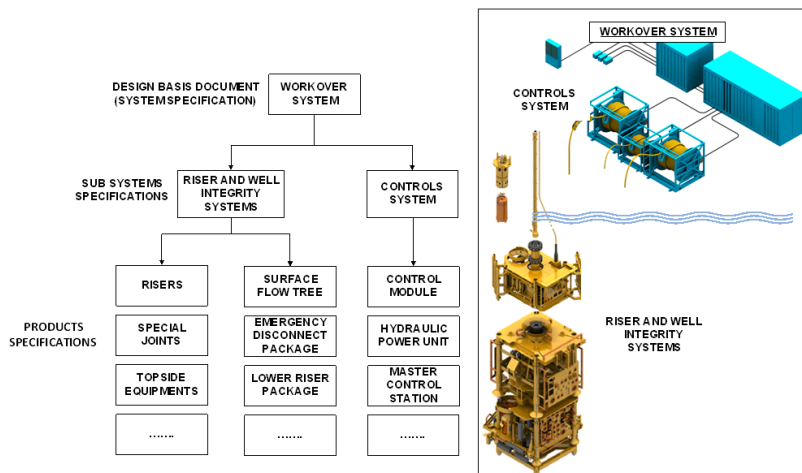 WORKOVER SYSTEM
DESIGN BASIS DOCUMENT
(SYSTEM SPECIFICATION)
WORKOVER
SYSTEM
CONTROLS
SYSTEM
SUB SYSTEMS
SPECIFICATIONS
RISER AND WELL
INTEGRITY
SYSTEMS
CONTROLS
SYSTEM
RISERS
SURFACE
FLOW TREE
CONTROL
MODULE
PRODUCTS
SPECIFICATIONS
SPECIAL
JOINTS
EMERGENCY
DISCONNECT
PACKAGE
HYDRAULIC
POWER UNIT
RISER AND WELL
INTEGRITY
SYSTEMS
TOPSIDE
EQUIPMENTS
LOWER RISER
PACKAGE
MASTER
CONTROL
STATION
.......
.......
.......